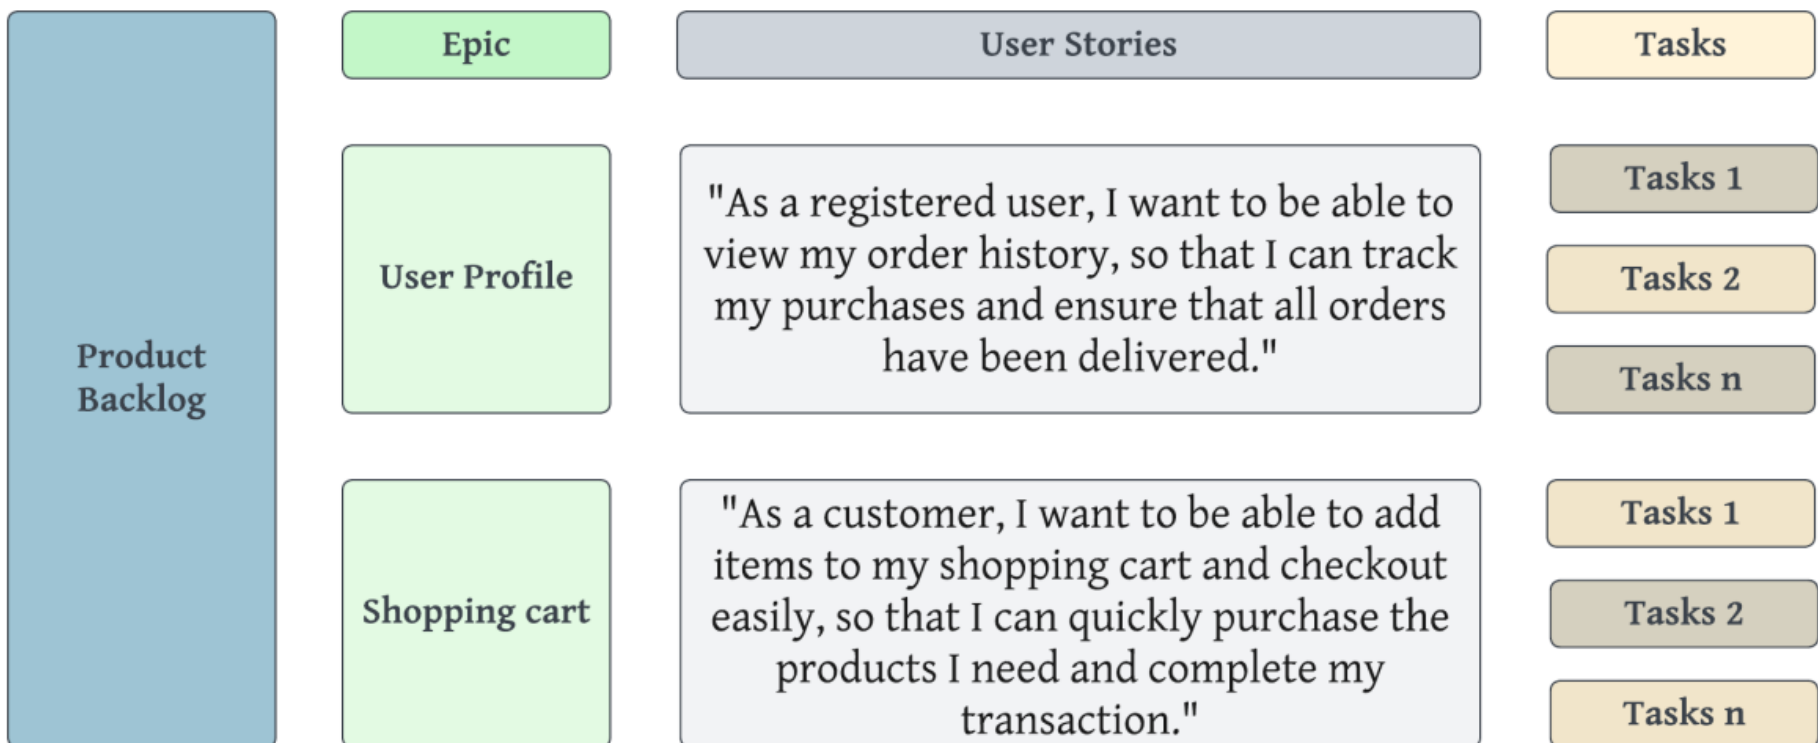 Epic
User Stories
Tasks
Product
Backlog
User Profile
"As a registered user, I want to be able to
view my order history, so that I can track
my purchases and ensure that all orders
have been delivered."
Tasks 1
Tasks 2
Tasks n
Shopping cart
"As a customer, I want to be able to add
items to my shopping cart and checkout
easily, so that I can quickly purchase the
products I need and complete my
transaction."
Tasks 1
Tasks 2
Tasks n